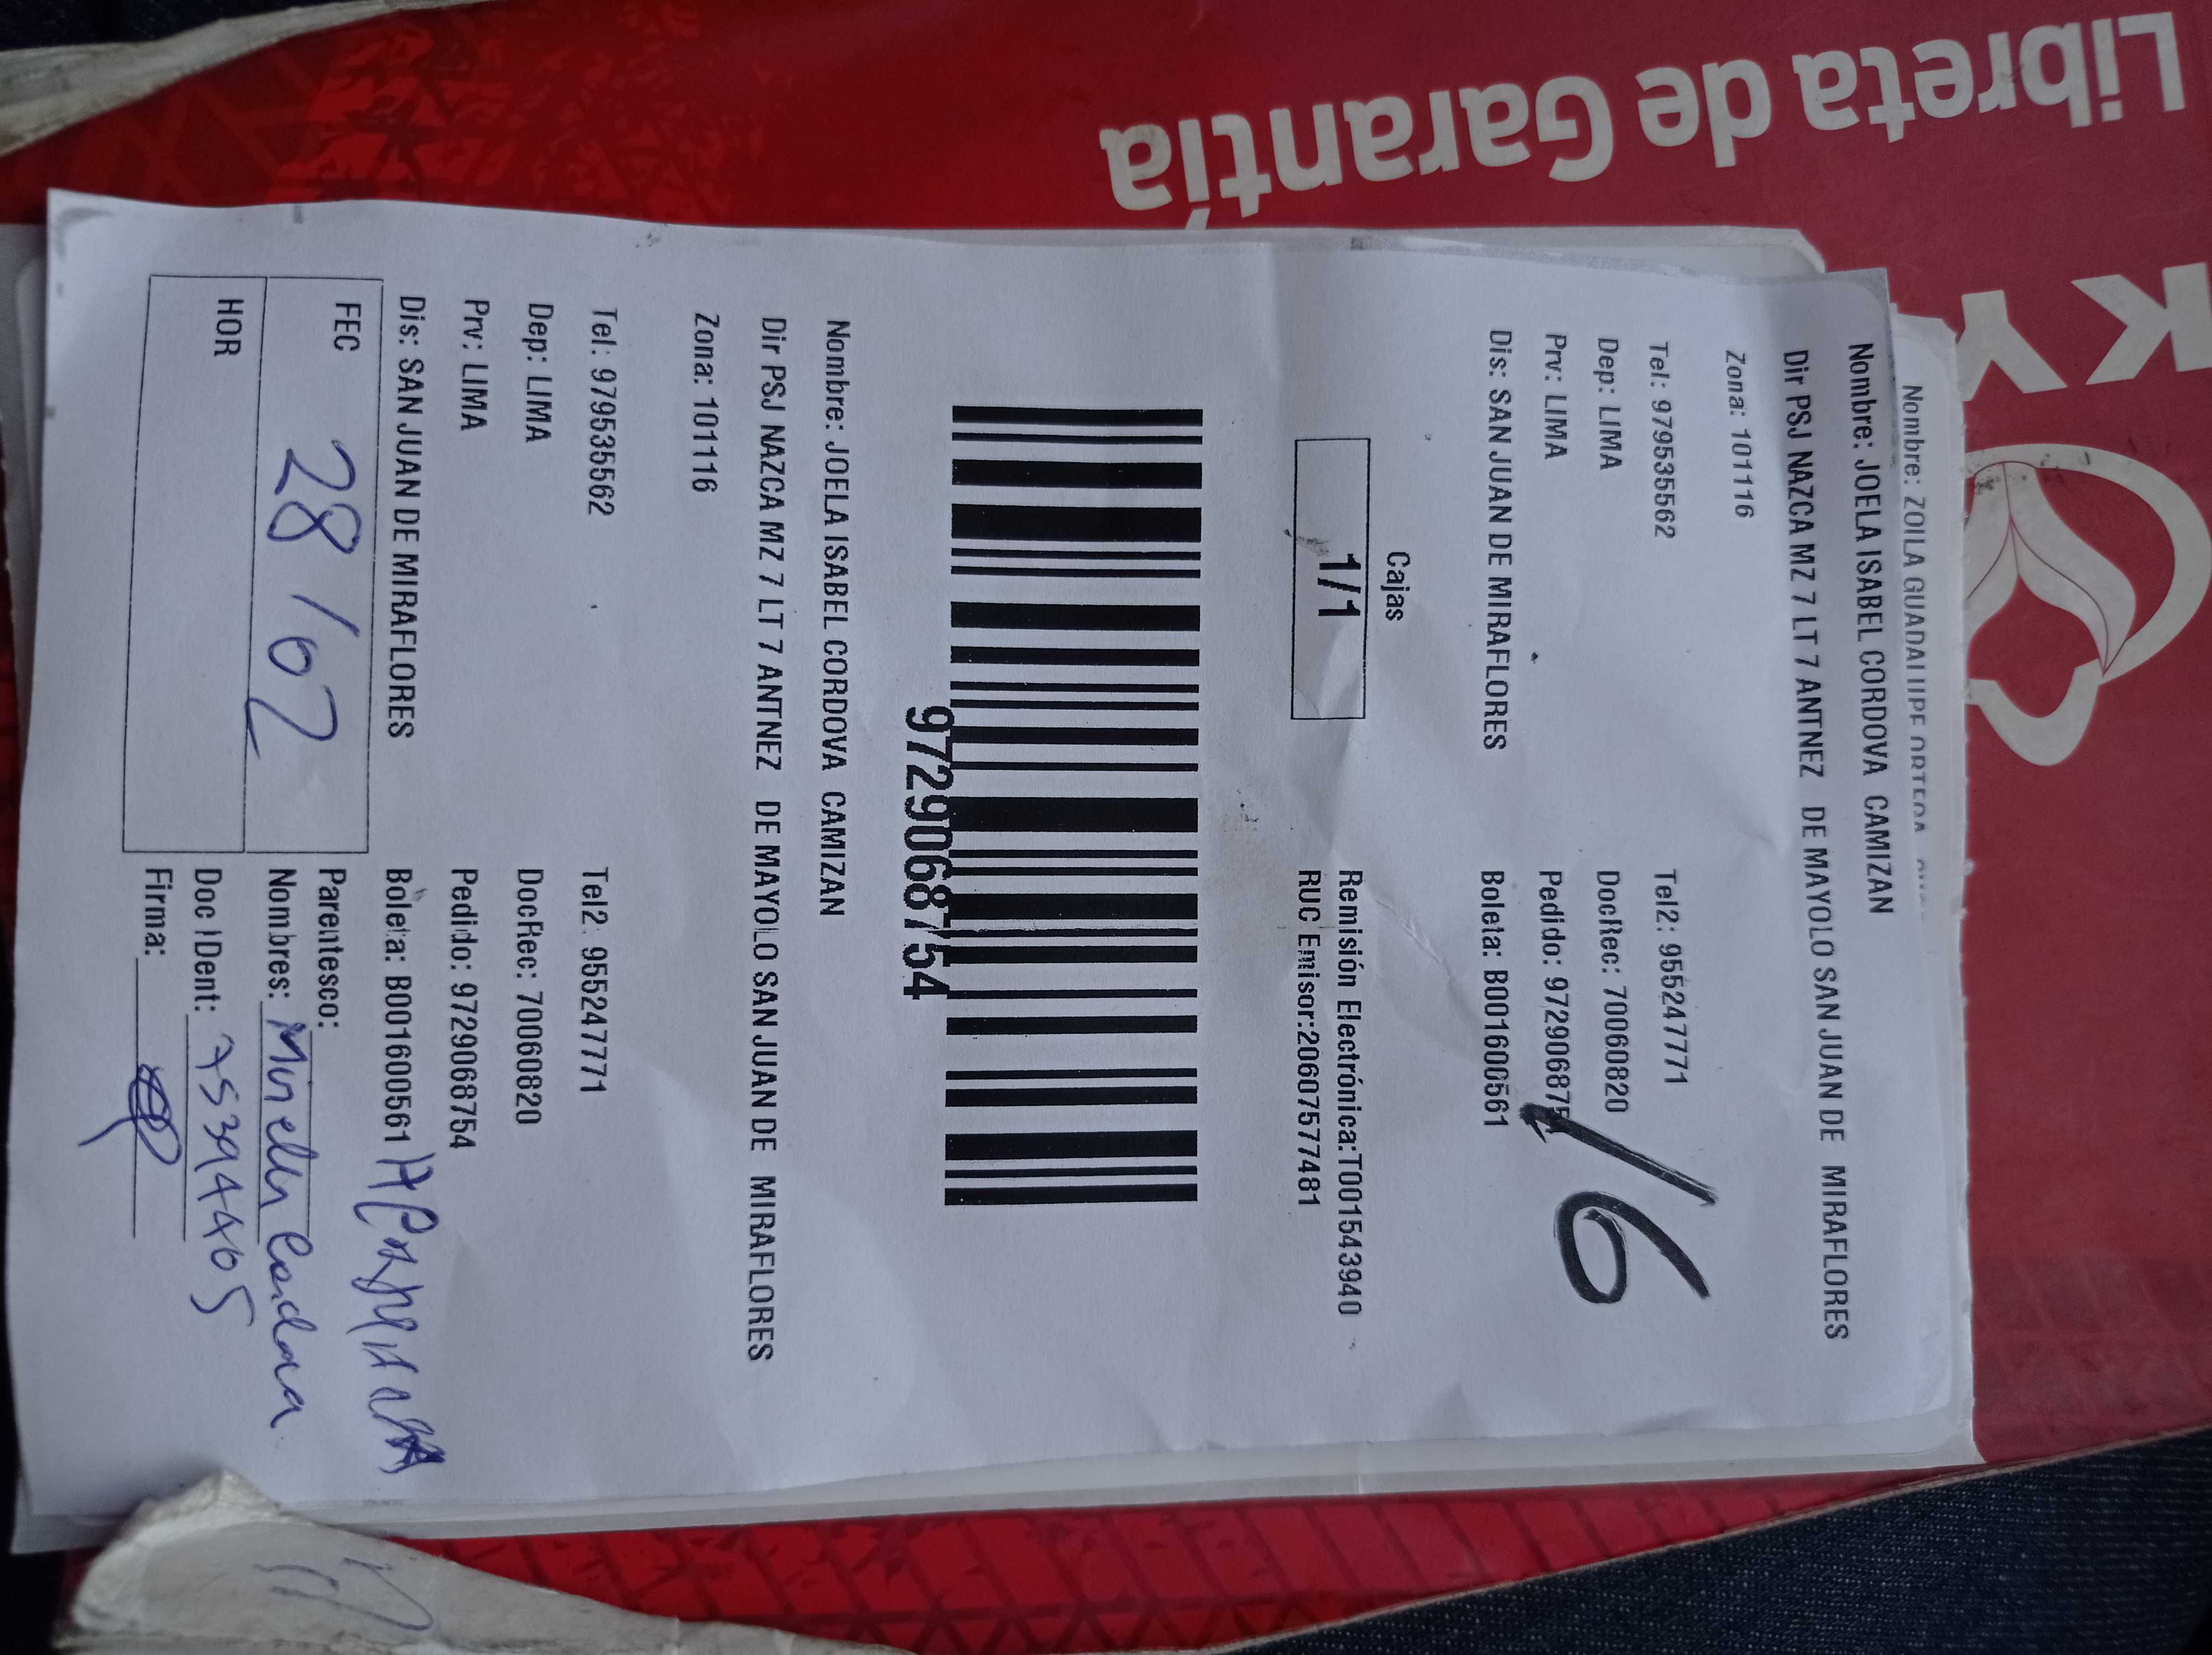 Libreta de Garantía
KY
Nombre: ZOILA GUADALUPE ORTEGA
Nombre: JOELA ISABEL CORDOVA CAMIZAN
Dir PSJ NAZCA MZ 7 LT 7 ANTNEZ DE MAYOLO SAN JUAN DE MIRAFLORES
Zona: 101116
Tel: 979535562 Tel2: 955247771
Dep: LIMA DocRec: 70060820
Prv: LIMA Pedido: 9729068754
Dis: SAN JUAN DE MIRAFLORES Boleta: B001600561
16
Cajas
1/1
Remisión Electrónica:T001543940
RUC Emisor:20607577481
9729068754
Nombre: JOELA ISABEL CORDOVA CAMIZAN
Dir PSJ NAZCA MZ 7 LT 7 ANTNEZ DE MAYOLO SAN JUAN DE MIRAFLORES
Zona: 101116
Tel: 979535562 Tel2: 955247771
Dep: LIMA DocRec: 70060820
Prv: LIMA Pedido: 9729068754
Dis: SAN JUAN DE MIRAFLORES Boleta: B001600561
FEC 28/02
HOR
Parentesco:
Nombres:
Doc IDent: 75394405
Firma: